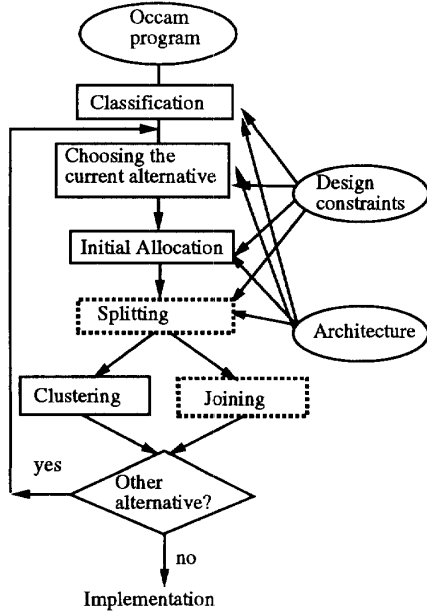 Occam
program
Classification
Choosing the
current alternative
Design
constraints
Initial Allocation
Splitting
Architecture
Clustering
Joining
yes
Other
alternative?
no
Implementation